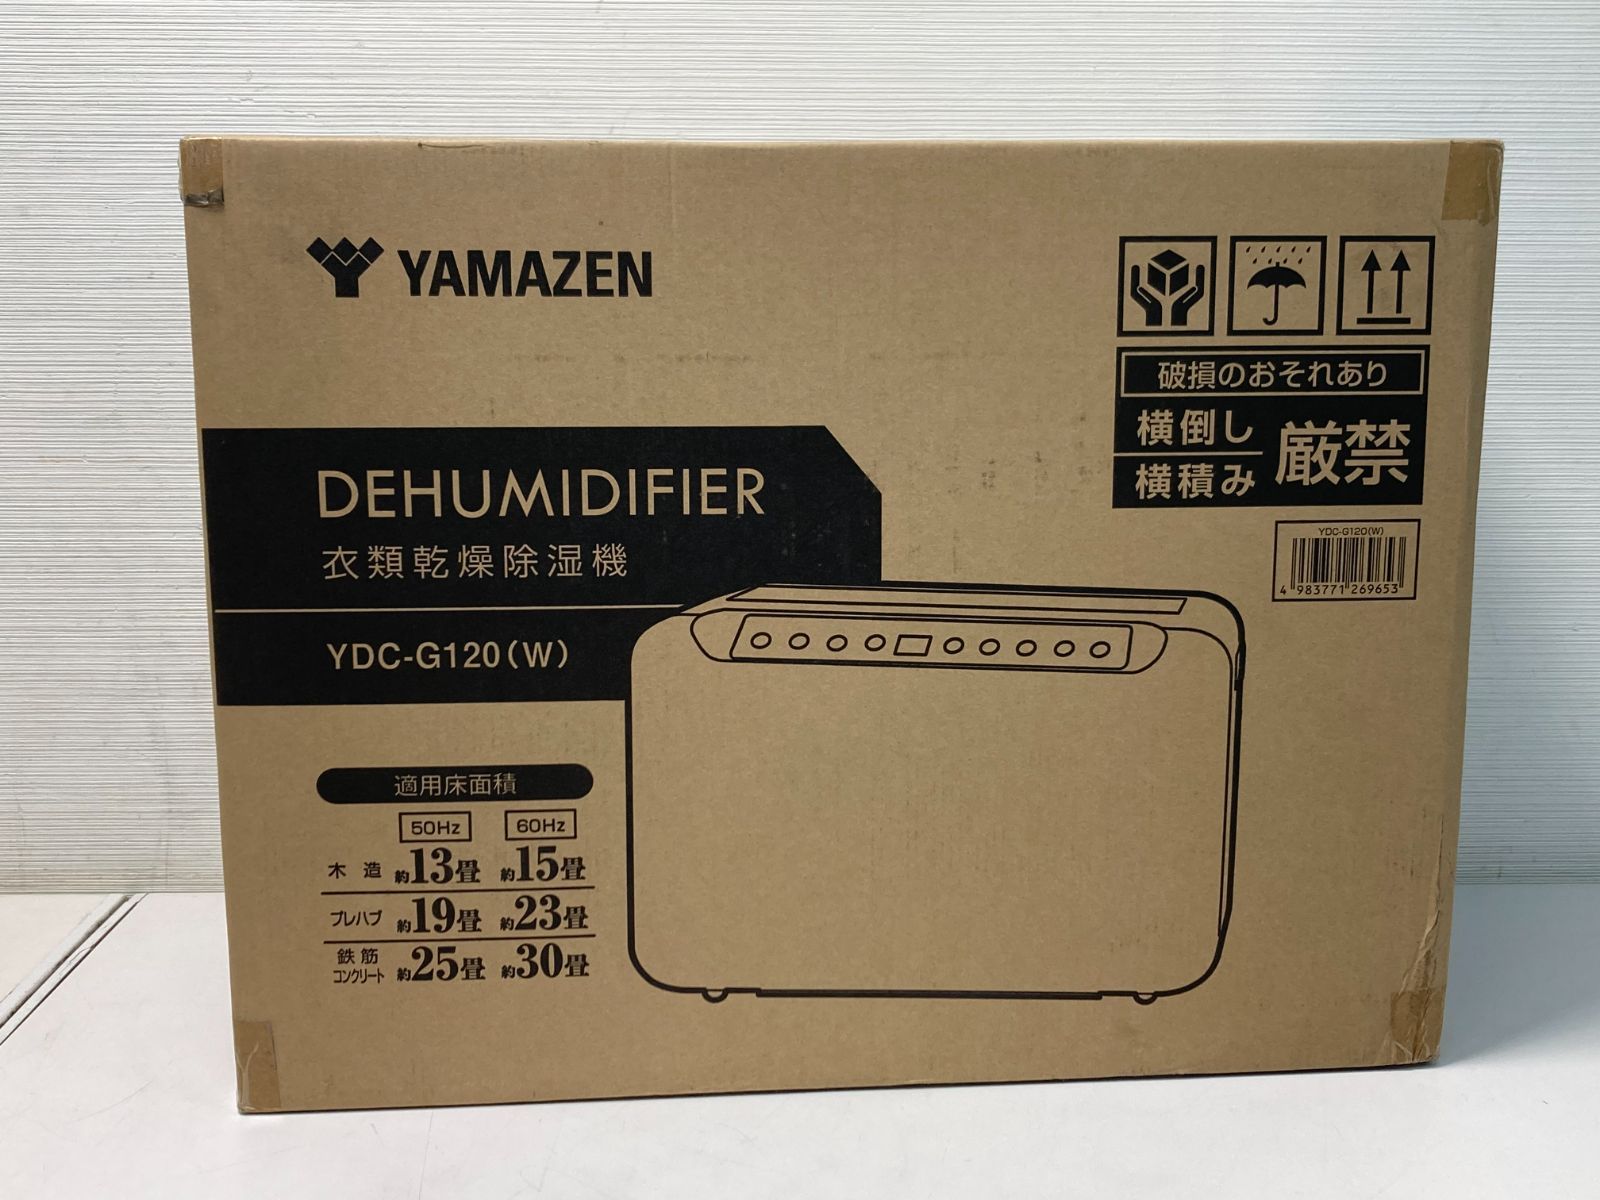 YAMAZEN
破損のおそれあり
横倒し
横積み
厳禁
YDC-G120(W)
4 983771 269653
DEHUMIDIFIER
衣類乾燥除湿機
YDC-G120(W)
適用床面積
50Hz 60Hz
木造 約13畳 約15畳
プレハブ 約19畳 約23畳
鉄筋
コンクリート 約25畳 約30畳